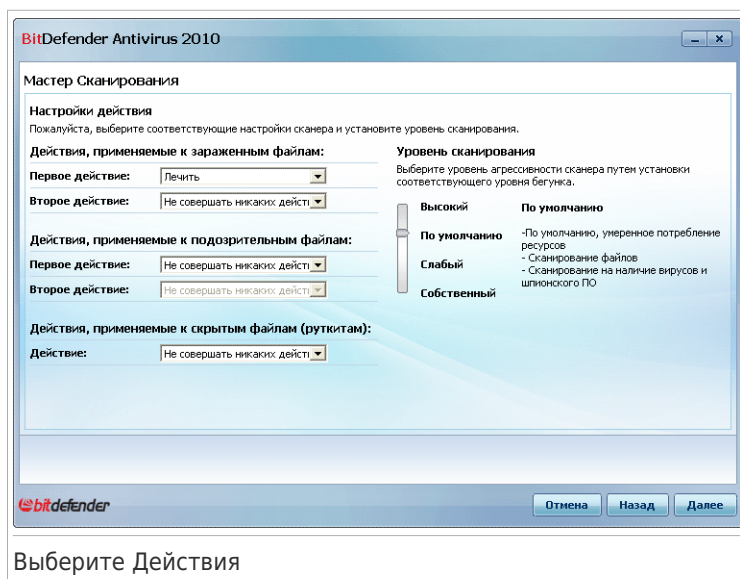 BitDefender Antivirus 2010
Мастер Сканирования
Настройки действия
Пожалуйста, выберите соответствующие настройки сканера и установите уровень сканирования.
Действия, применяемые к зараженным файлам:
Первое действие: Лечить
Второе действие: Не совершать никаких действ
Действия, применяемые к подозрительным файлам:
Первое действие: Не совершать никаких действ
Второе действие: Не совершать никаких действ
Действия, применяемые к скрытым файлам (руткитам):
Действие: Не совершать никаких действ
Уровень сканирования
Выберите уровень агрессивности сканера путем установки
соответствующего уровня бегунка.
Высокий
По умолчанию
Слабый
Собственный
По умолчанию
-По умолчанию, умеренное потребление
ресурсов
- Сканирование файлов
- Сканирование на наличие вирусов и
шпионского ПО
bitdefender
Отмена Назад Далее
Выберите Действия